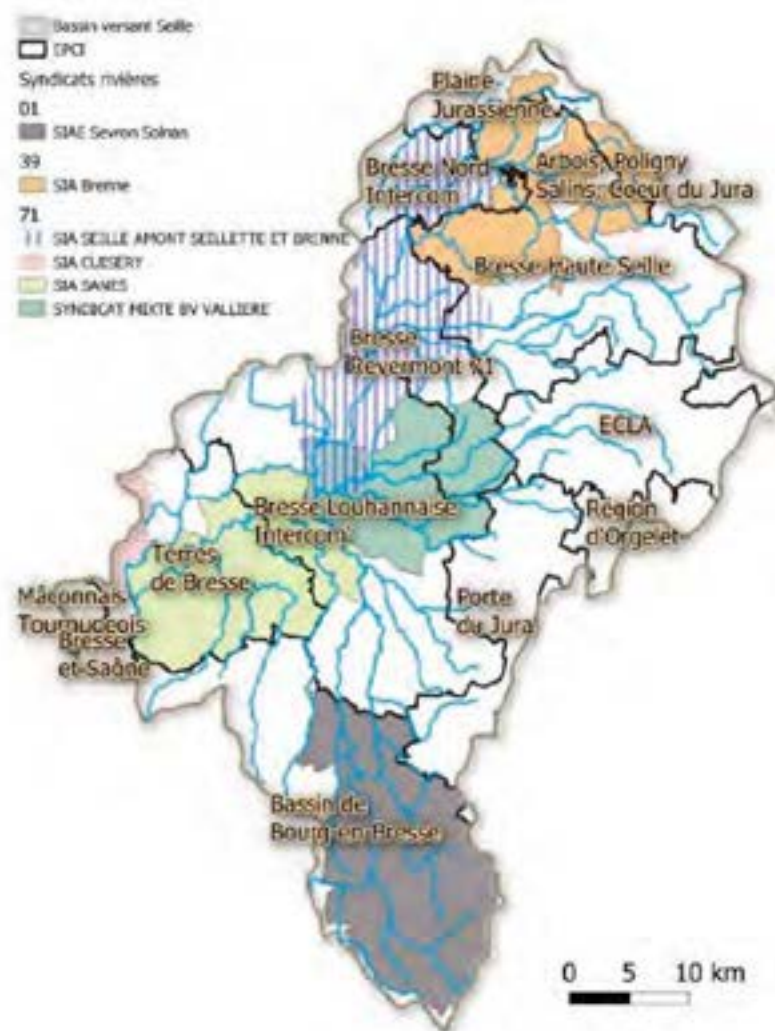 Bassin versant Seille
EPCI
Syndicats rivières
01
SIAE Sevron Solnan
39
SIA Brenne
71
SIA SEILLE AMONT SEILLETTE ET BRENNE
SIA CUISERY
SIA SANES
SYNDICAT MIXTE BV VALLIERE
Plaine
Jurassienne
Bresse Nord
Intercom'
Arbois, Poligny
Salins, Coeur du Jura
Bresse Haute Seille
Bresse
Revermont 71
ECLA
Bresse Louhannaise
Intercom'
Région
d'Orgelet
Terres
de Bresse
Mâconnais
Tournugeois
Bresse
et Saône
Porte
du Jura
Bassin de
Bourg en Bresse
0 5 10 km